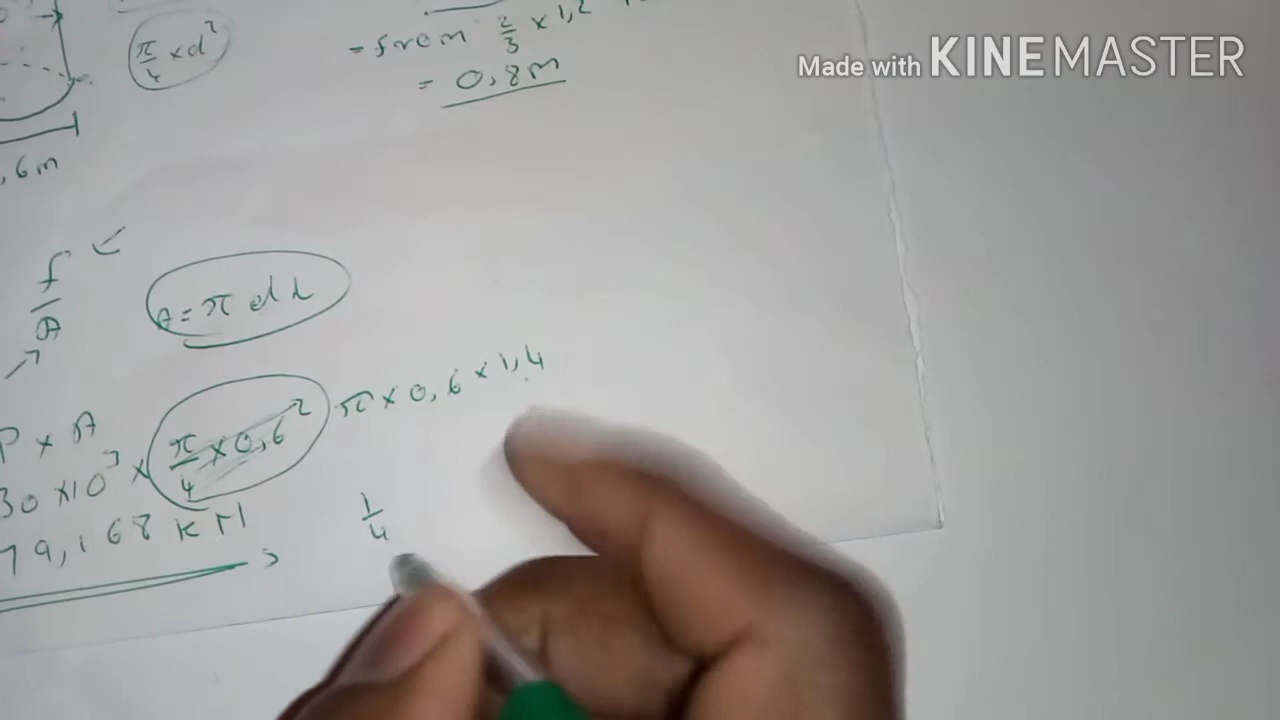 Made with KINEMASTER
π/4 × d²
= from 2/3 × 1,2
= 0,8m
,6m
f/A
A = π d L
P × A
30 × 10³ × π/4 × 0,6² π × 0,6 × 1,4
79,168 kN
1/4